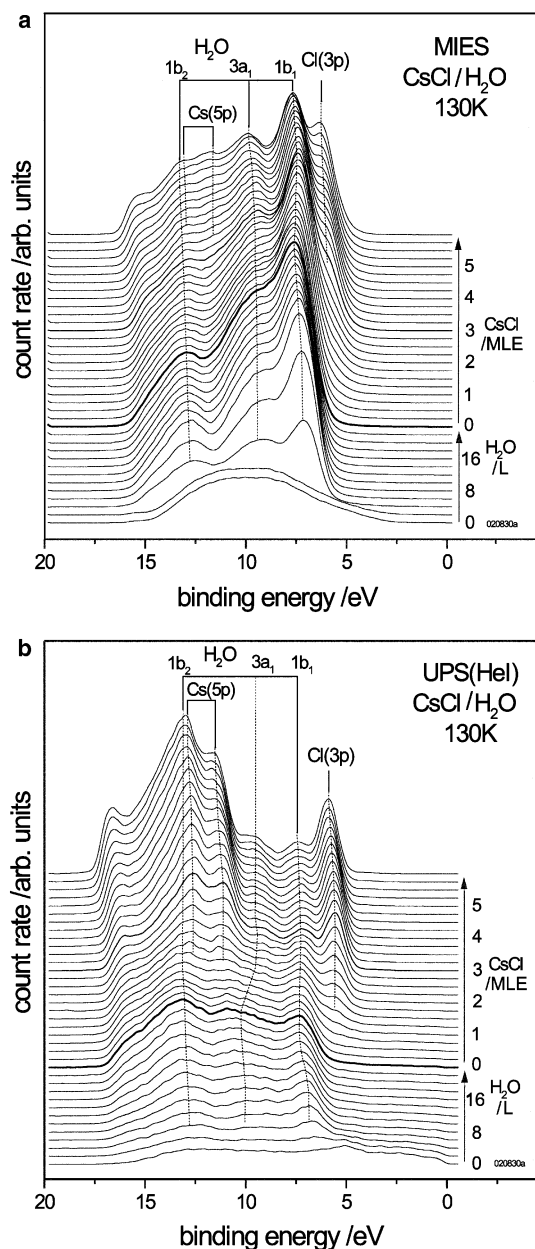 a
H₂O
1b₂ 3a₁ 1b₁ Cl(3p)
Cs(5p)
MIES
CsCl/H₂O
130K
count rate /arb. units
5
4
3 CsCl
/MLE
2
1
0
16 H₂O
/L
8
0
020830a
20 15 10 5 0
binding energy /eV
b
H₂O
1b₂ 3a₁ 1b₁
Cs(5p)
Cl(3p)
UPS(HeI)
CsCl/H₂O
130K
count rate /arb. units
5
4
3 CsCl
/MLE
2
1
0
16 H₂O
/L
8
0
020830a
20 15 10 5 0
binding energy /eV